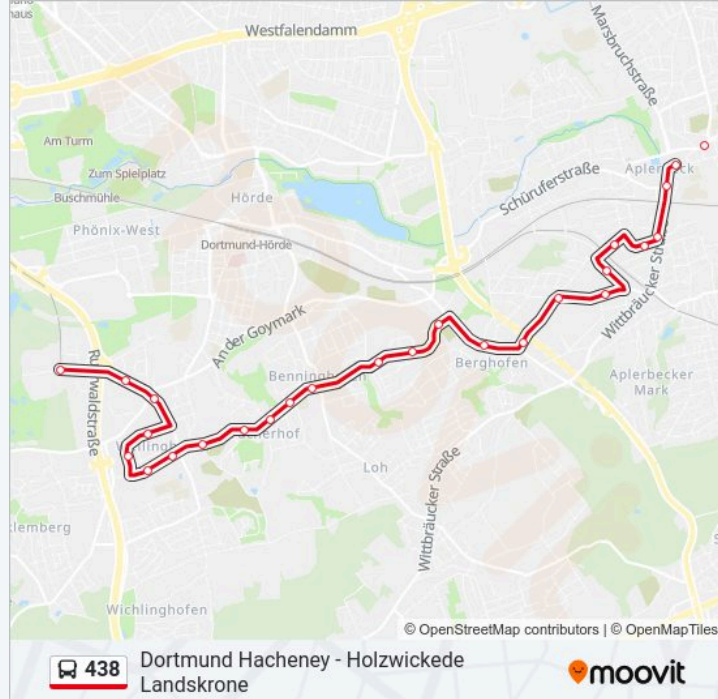 Westfalendamm
Marsbruchstraße
Am Turm
Zum Spielplatz
Buschmühle
Hörde
Schüruferstraße
Phönix-West
Dortmund-Hörde
An der Goymark
Wittbräucker
Berghofen
Aplerbecker
Mark
Loh
Wittbräucker Straße
Wichlinghofen
© OpenStreetMap contributors | © OpenMapTiles
438
Dortmund Hacheney - Holzwickede
Landskrone
moovit